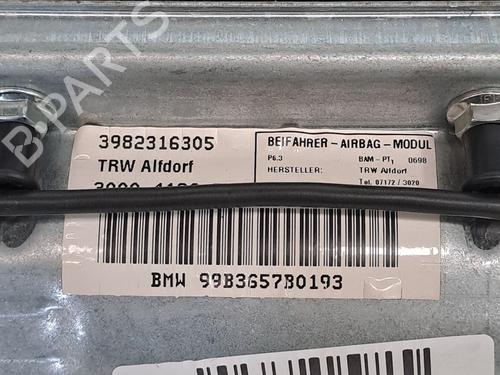 B-PARTS
3982316305
TRW Alfdorf
BEIFAHRER-AIRBAG-MODUL
P6.3 BAM-PT1 0698
HERSTELLER: TRW Alfdorf
Tel. 07172 / 3020
BMW 99B3657B0193